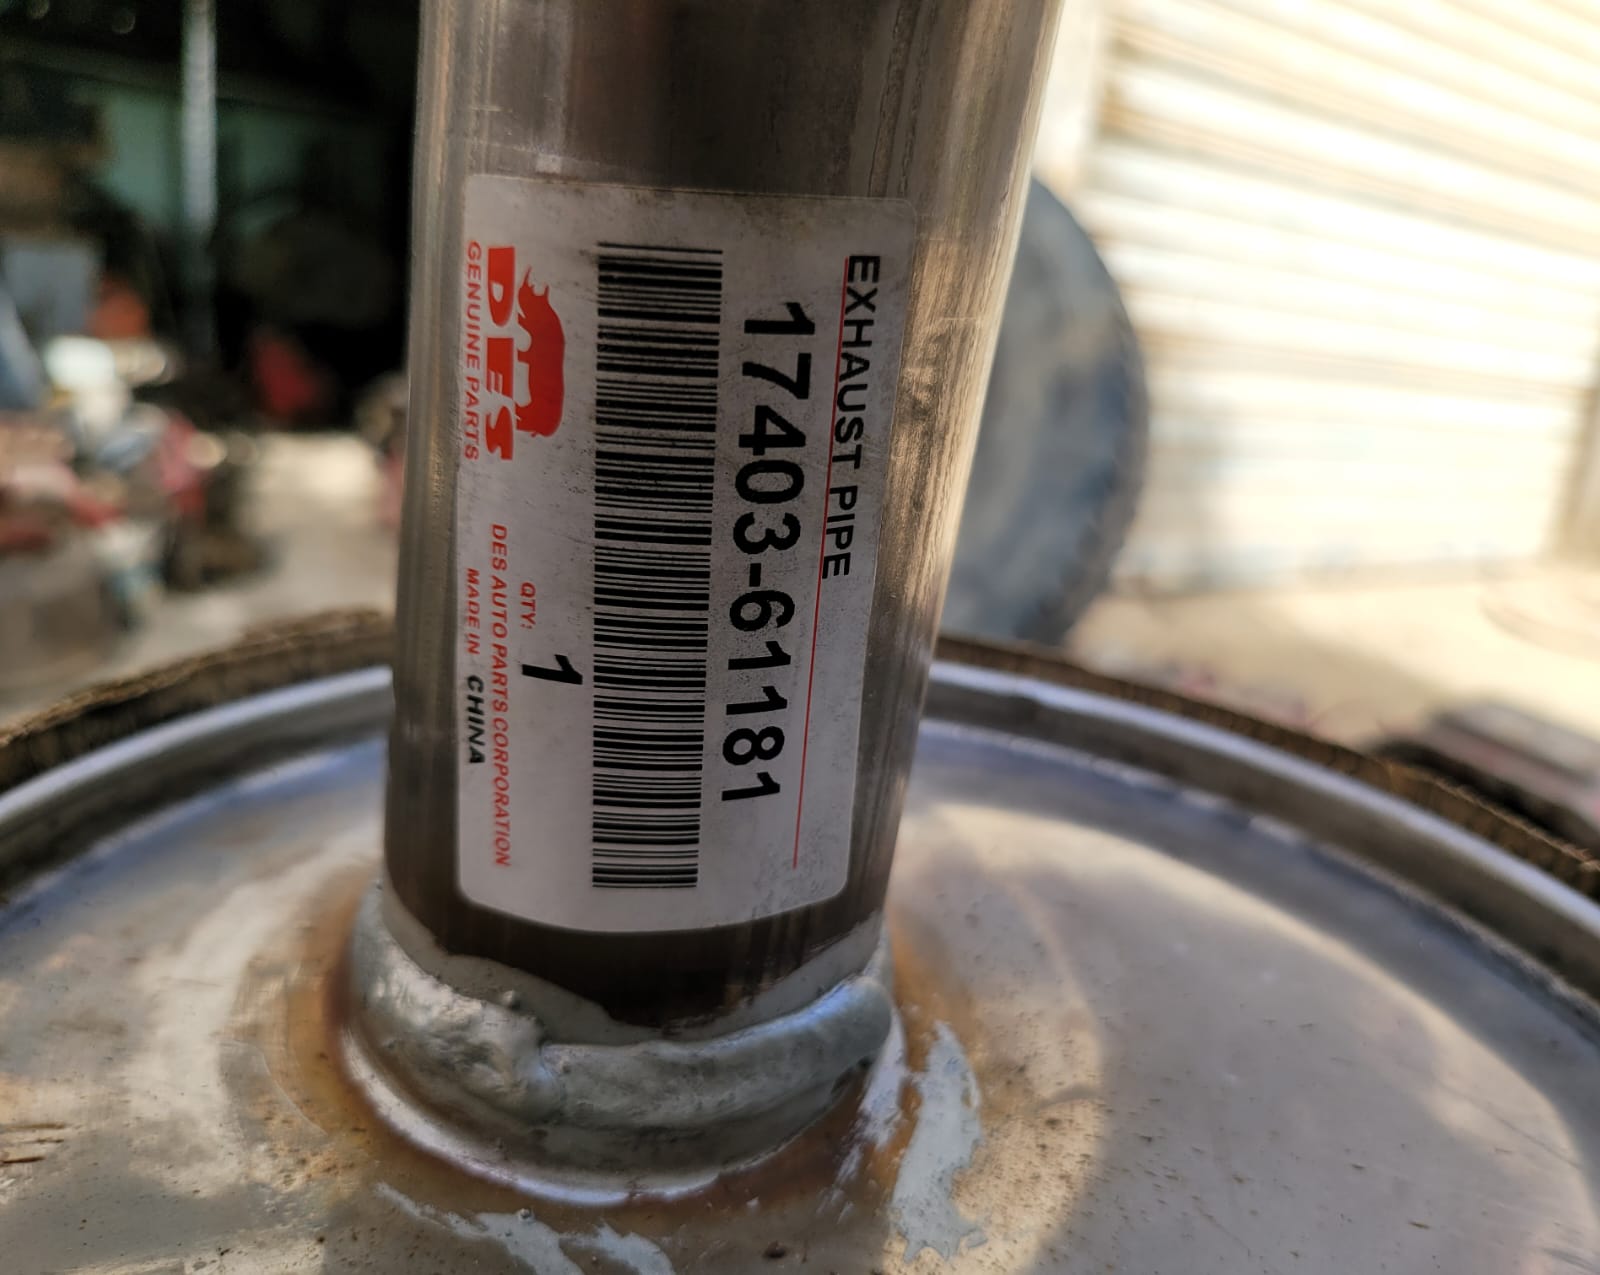 EXHAUST PIPE
17403-61181
DES
GENUINE PARTS
QTY: 1
DES AUTO PARTS CORPORATION
MADE IN CHINA